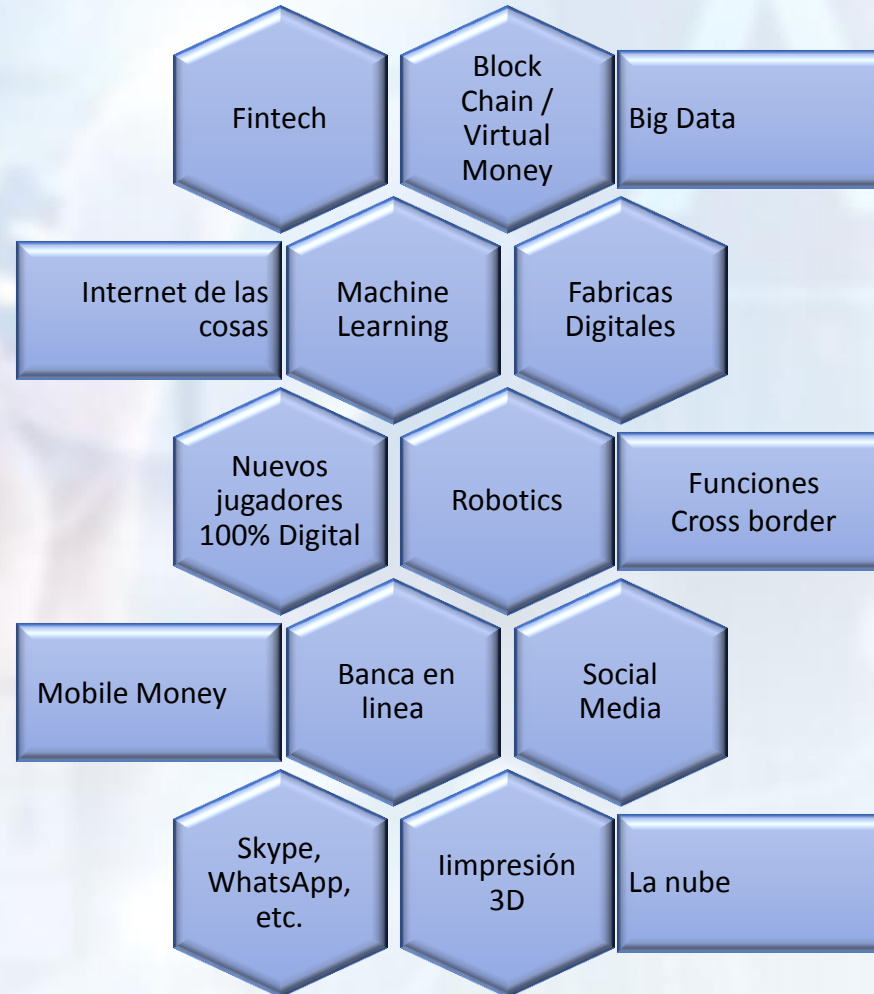 Fintech
Block
Chain /
Virtual
Money
Big Data
Internet de las
cosas
Machine
Learning
Fabricas
Digitales
Nuevos
jugadores
100% Digital
Robotics
Funciones
Cross border
Mobile Money
Banca en
linea
Social
Media
Skype,
WhatsApp,
etc.
Iimpresión
3D
La nube